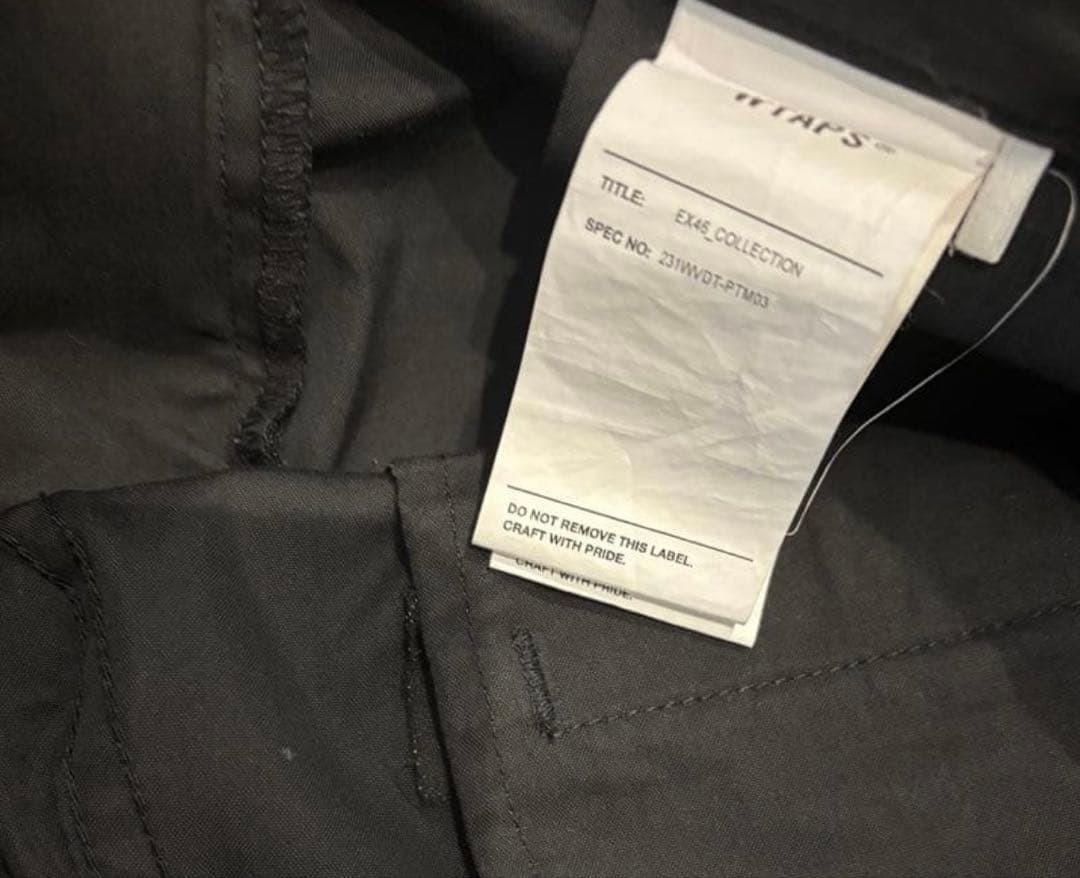 WTAPS
TITLE: EX46_COLLECTION
SPEC NO: 231WVDT-PTM03
DO NOT REMOVE THIS LABEL.
CRAFT WITH PRIDE.
CRAFT WITH PRIDE.